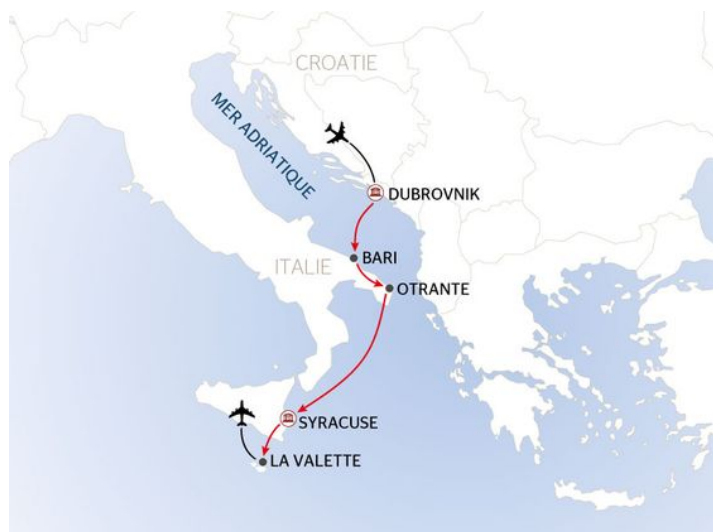 CROATIE
MER ADRIATIQUE
DUBROVNIK
BARI
ITALIE
OTRANTE
SYRACUSE
LA VALETTE